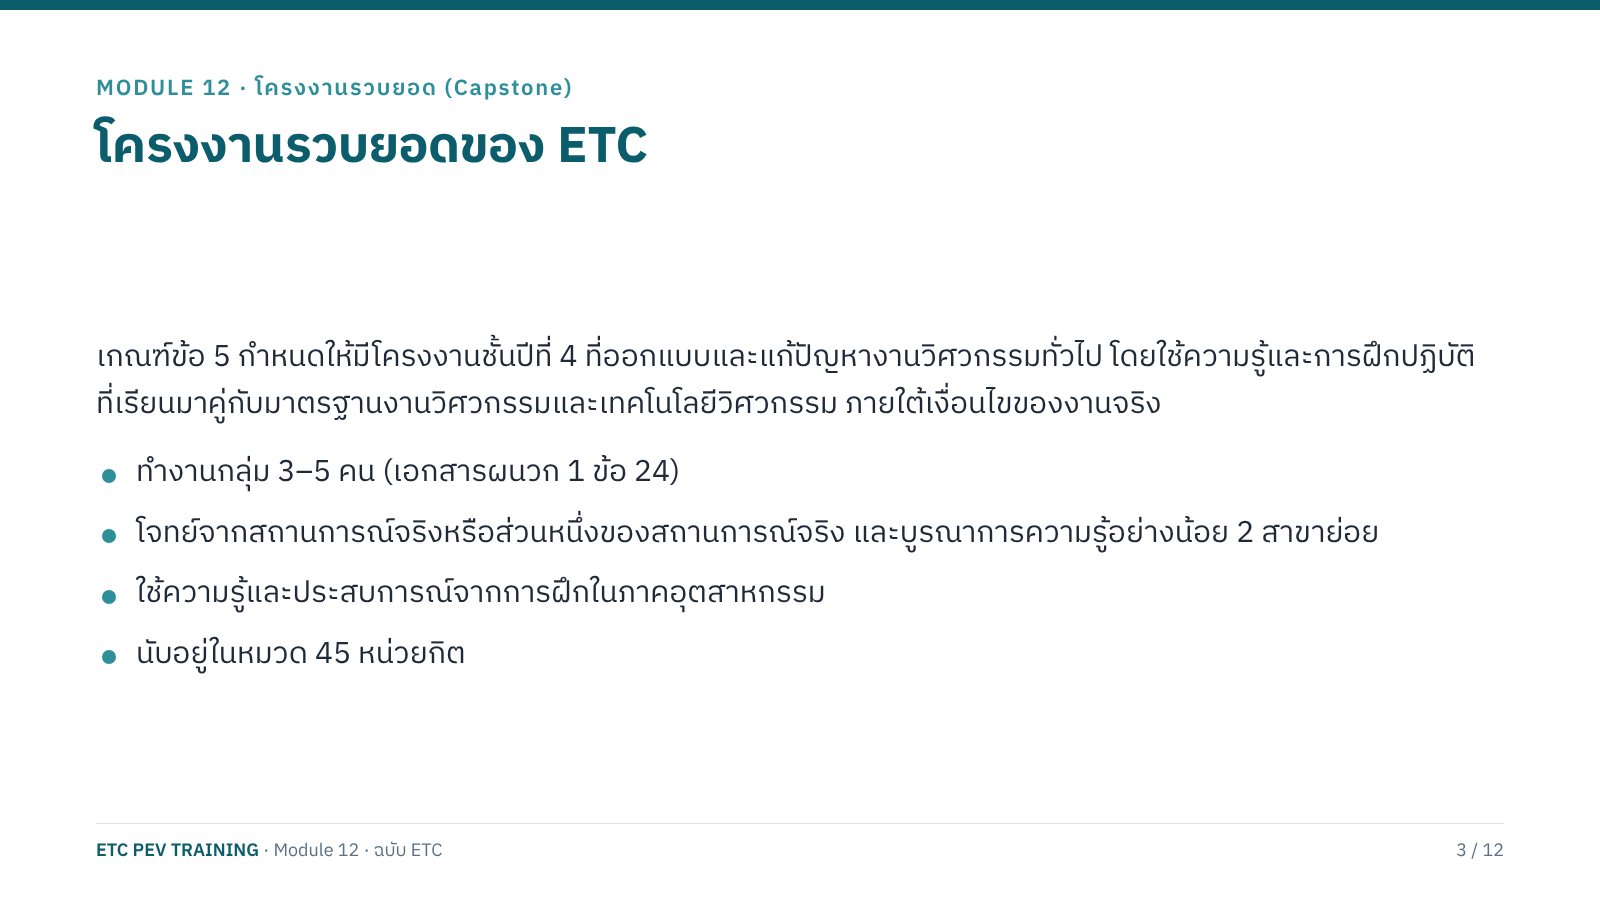 MODULE 12 · โครงงานรวบยอด (Capstone)
โครงงานรวบยอดของ ETC
เกณฑ์ข้อ 5 กำหนดให้มีโครงงานชั้นปีที่ 4 ที่ออกแบบและแก้ปัญหางานวิศวกรรมทั่วไป โดยใช้ความรู้และการฝึกปฏิบัติ
ที่เรียนมาคู่กับมาตรฐานงานวิศวกรรมและเทคโนโลยีวิศวกรรม ภายใต้เงื่อนไขของงานจริง
ทำงานกลุ่ม 3–5 คน (เอกสารผนวก 1 ข้อ 24)
โจทย์จากสถานการณ์จริงหรือส่วนหนึ่งของสถานการณ์จริง และบูรณาการความรู้อย่างน้อย 2 สาขาย่อย
ใช้ความรู้และประสบการณ์จากการฝึกในภาคอุตสาหกรรม
นับอยู่ในหมวด 45 หน่วยกิต
ETC PEV TRAINING · Module 12 · ฉบับ ETC
3 / 12